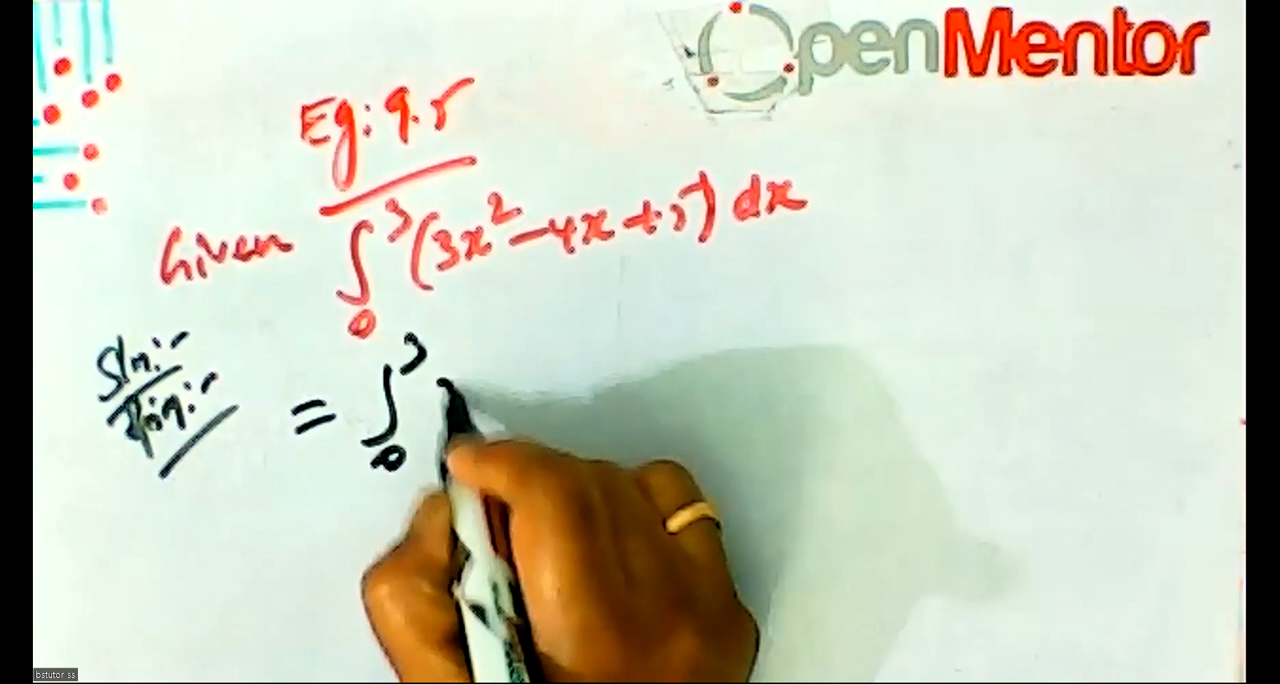 OpenMentor
Eg: 9.5
Given ∫₀³ (3x² - 4x + 5) dx
Sln:-
= ∫₀³
bstutor ss